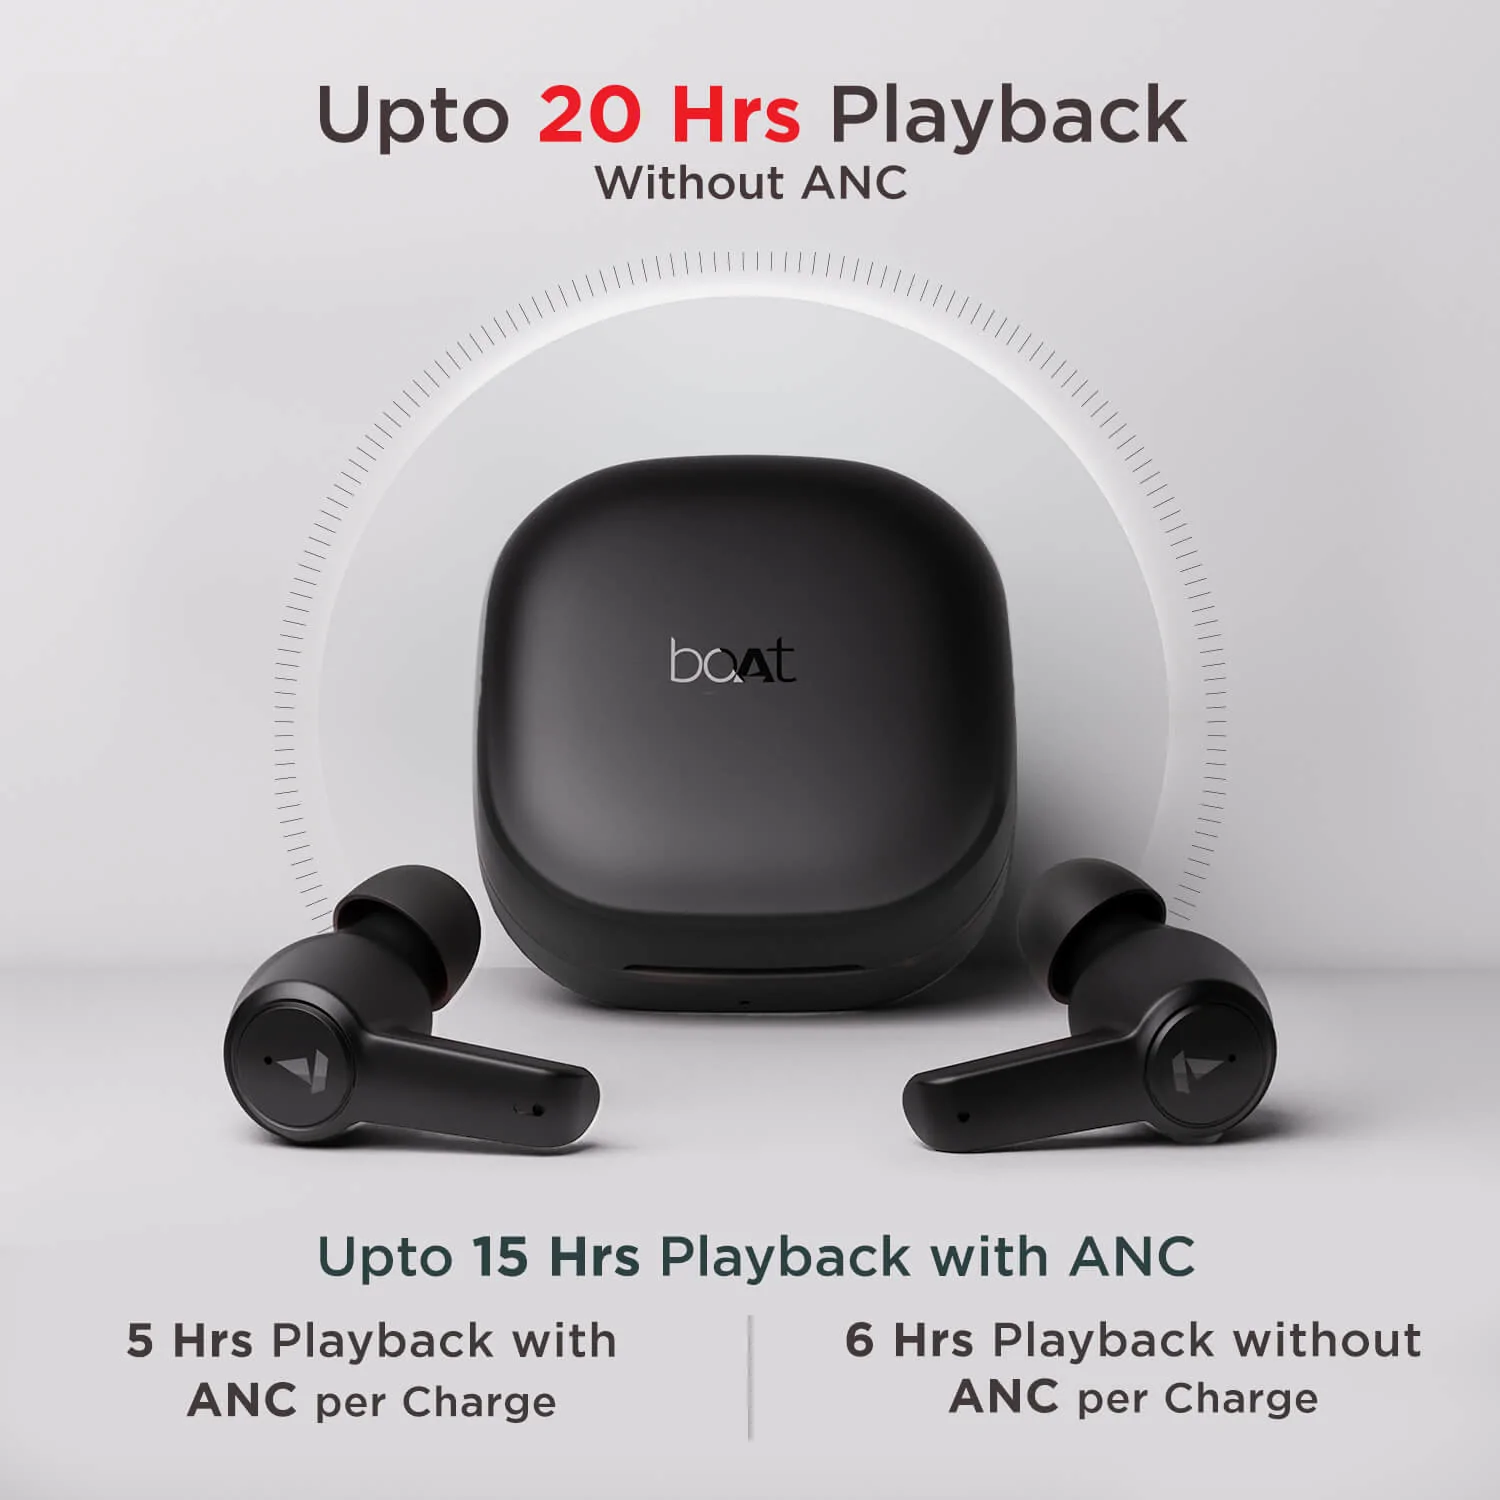 Upto 20 Hrs Playback
Without ANC
boAt
Upto 15 Hrs Playback with ANC
5 Hrs Playback with
ANC per Charge
6 Hrs Playback without
ANC per Charge